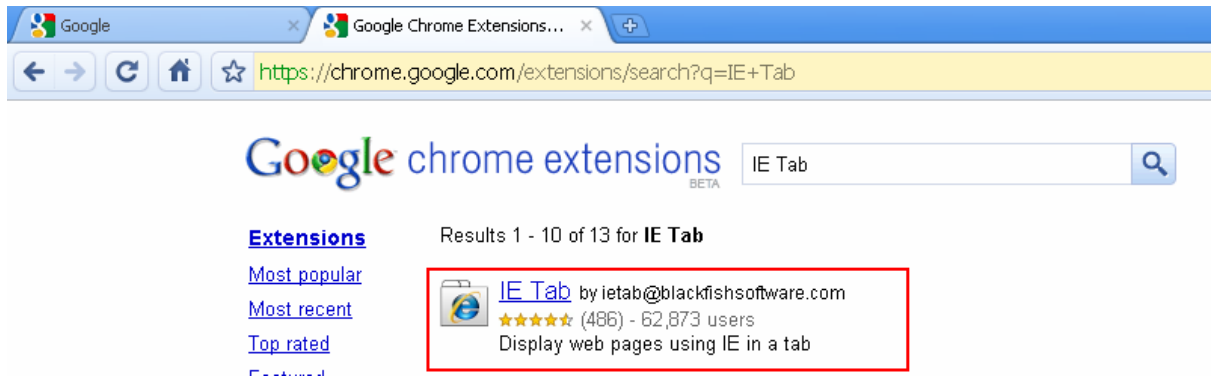 Google
Google Chrome Extensions...
https://chrome.google.com/extensions/search?q=IE+Tab
Google chrome extensions
BETA
IE Tab
Extensions
Most popular
Most recent
Top rated
Featured
Results 1 - 10 of 13 for IE Tab
IE Tab by ietab@blackfishsoftware.com
(486) - 62,873 users
Display web pages using IE in a tab